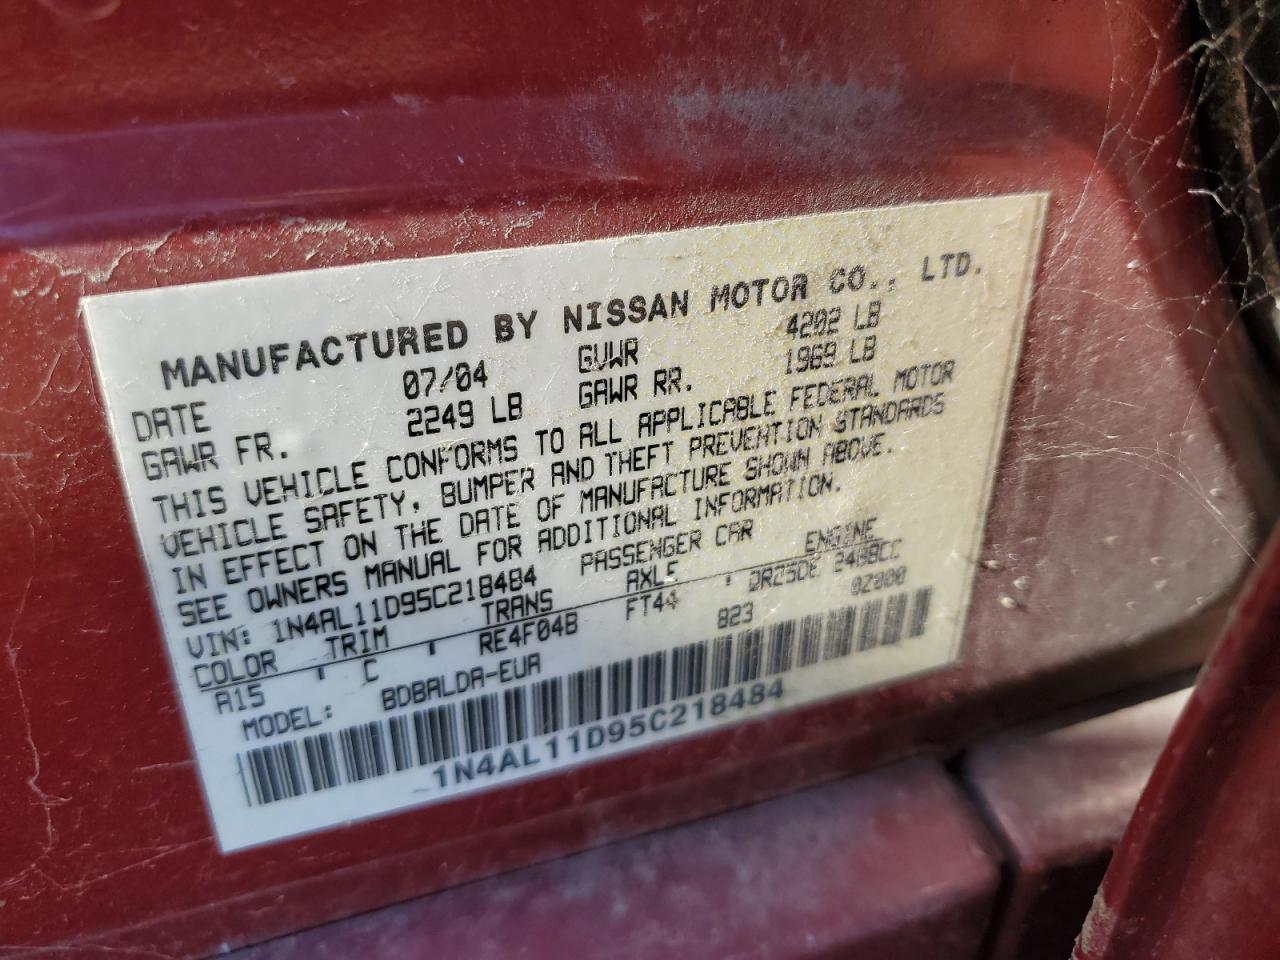 MANUFACTURED BY NISSAN MOTOR CO., LTD.
DATE 07/04 GVWR 4202 LB
GAWR FR. 2249 LB GAWR RR. 1969 LB
THIS VEHICLE CONFORMS TO ALL APPLICABLE FEDERAL MOTOR
VEHICLE SAFETY, BUMPER AND THEFT PREVENTION STANDARDS
IN EFFECT ON THE DATE OF MANUFACTURE SHOWN ABOVE.
SEE OWNERS MANUAL FOR ADDITIONAL INFORMATION.
VIN: 1N4AL11D95C218484 PASSENGER CAR
COLOR TRIM TRANS AXLE ENGINE
A15 C RE4F04B FT44 QR25DE 2488CC
MODEL: BDBALDA-EUA 823 02000
1N4AL11D95C218484